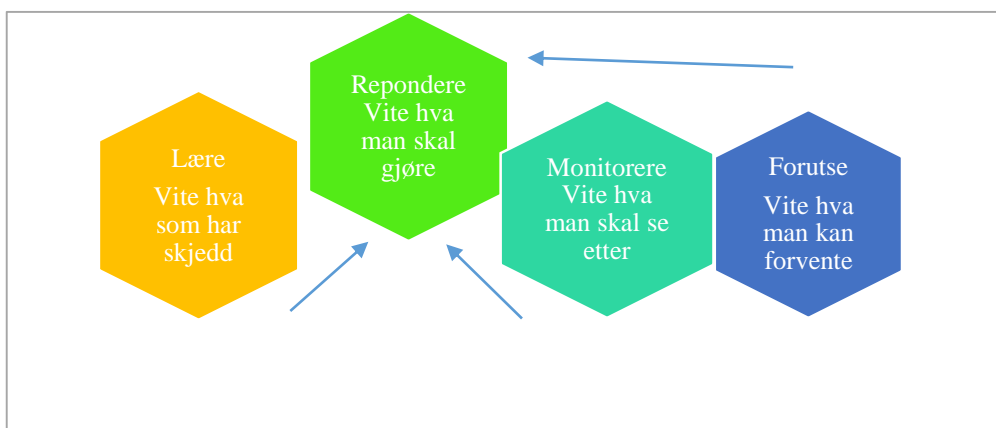 Lære
Vite hva
som har
skjedd
Repondere
Vite hva
man skal
gjøre
Monitorere
Vite hva
man skal se
etter
Forutse
Vite hva
man kan
forvente